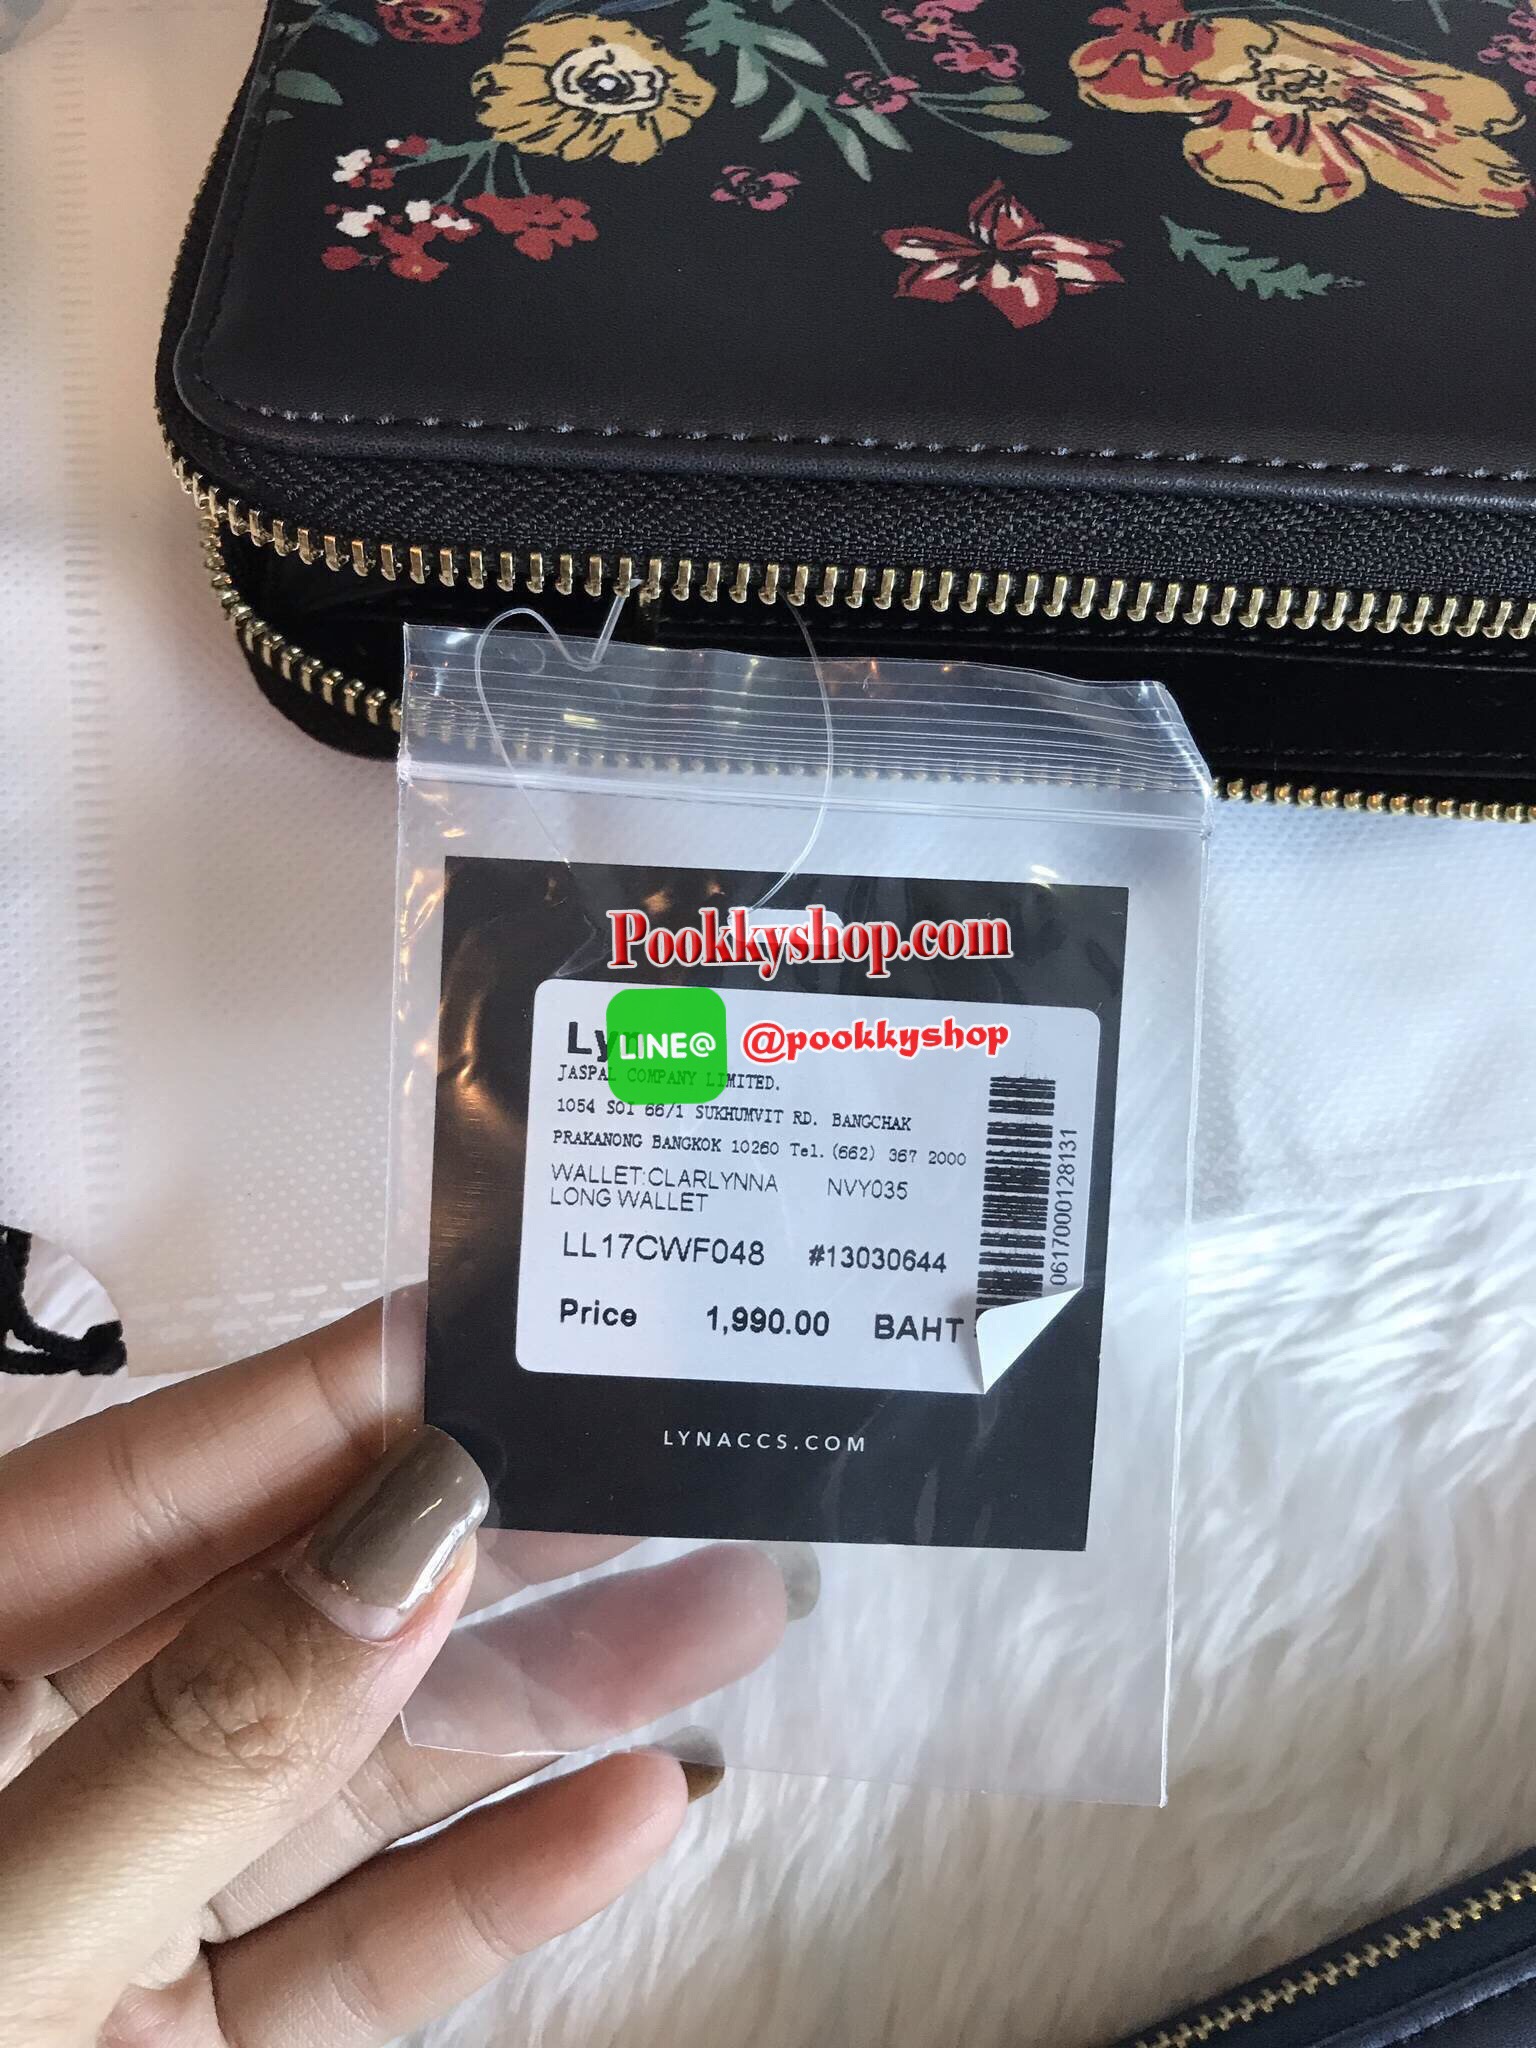 Pookkyshop.com
LINE@ @pookkyshop
JASPAL COMPANY LIMITED.
1054 SOI 66/1 SUKHUMVIT RD. BANGCHAK
PRAKANONG BANGKOK 10260 Tel. (662) 367 2000
WALLET:CLARLYNNA NVY035
LONG WALLET
LL17CWF048 #13030644
Price 1,990.00 BAHT
0617000128131
LYNACCS.COM